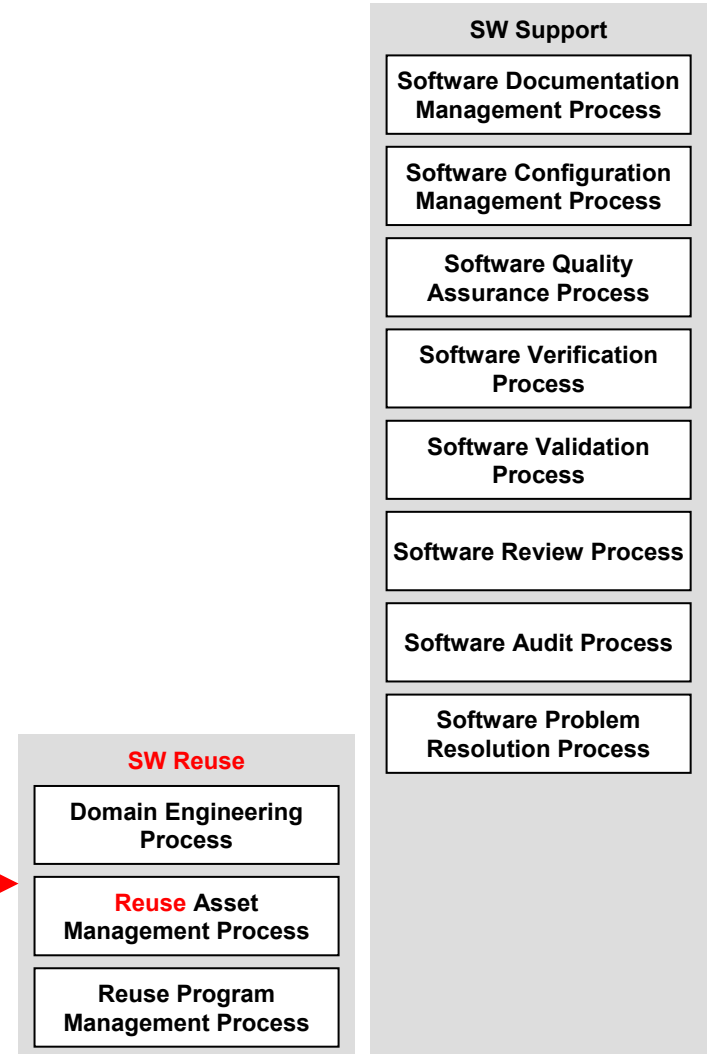 SW Support
Software Documentation
Management Process
Software Configuration
Management Process
Software Quality
Assurance Process
Software Verification
Process
Software Validation
Process
Software Review Process
Software Audit Process
Software Problem
Resolution Process
SW Reuse
Domain Engineering
Process
Reuse Asset
Management Process
Reuse Program
Management Process